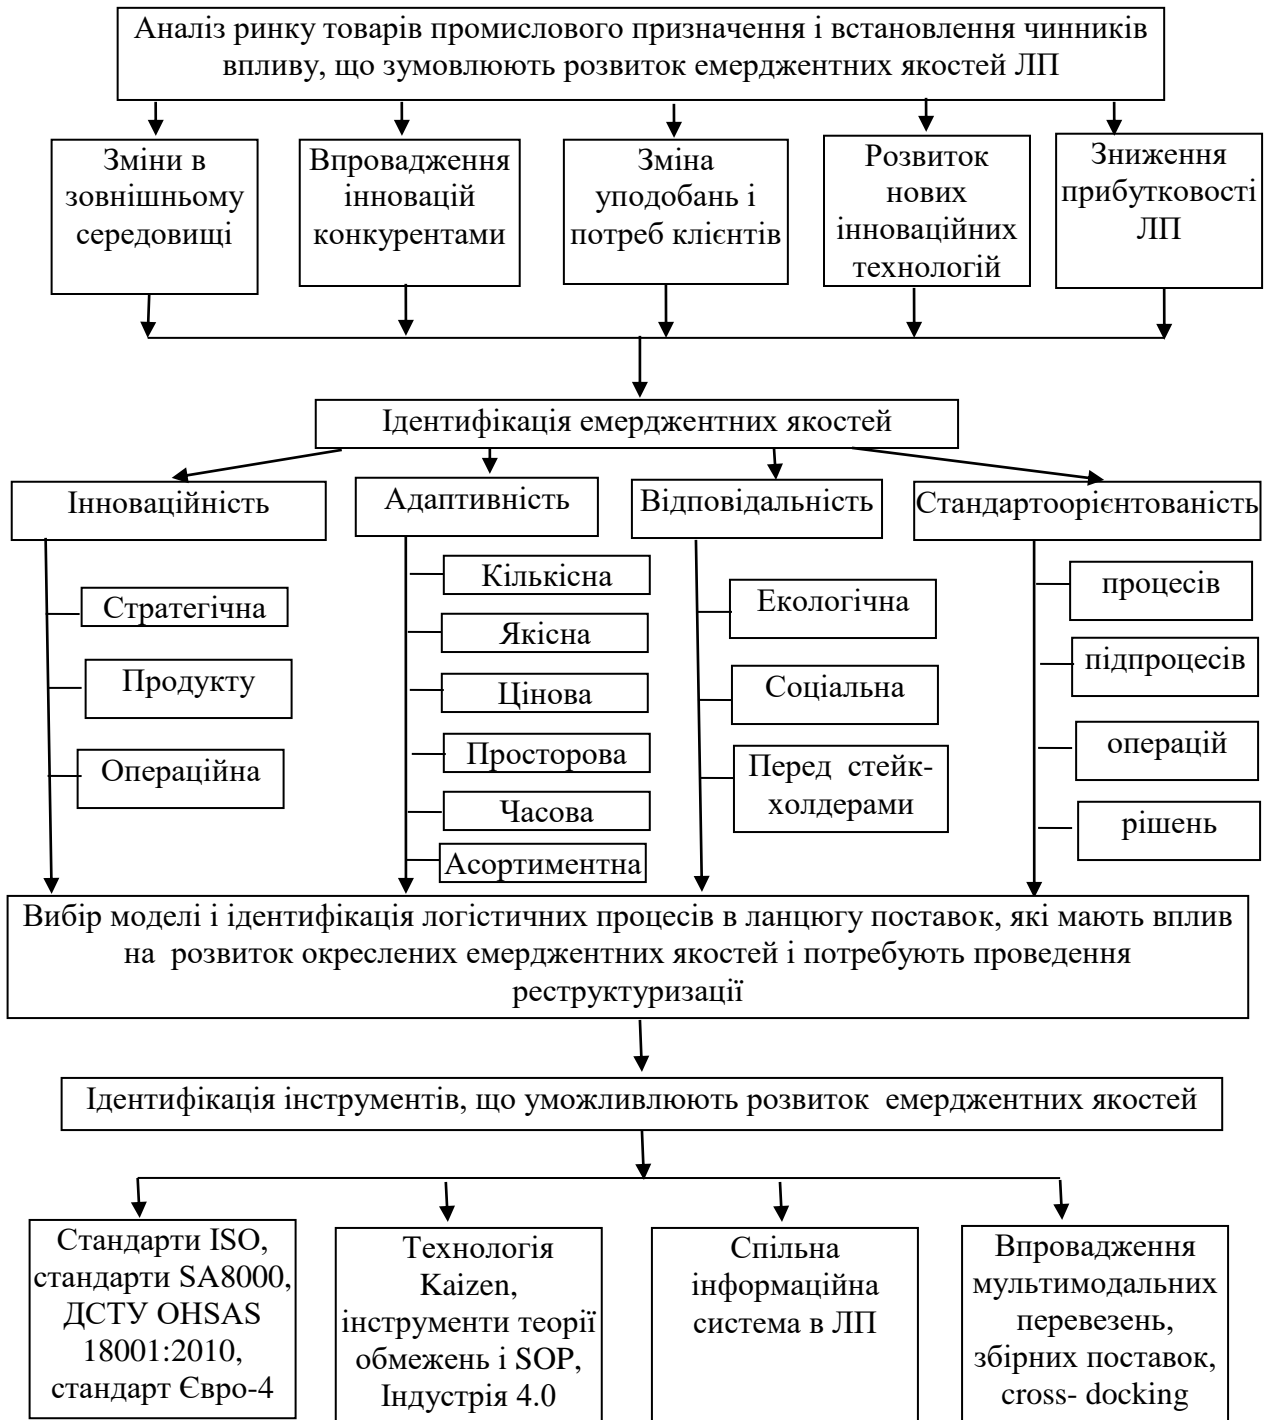 Аналіз ринку товарів промислового призначення і встановлення чинників
впливу, що зумовлюють розвиток емерджентних якостей ЛП
Зміни в
зовнішньому
середовищі
Впровадження
інновацій
конкурентами
Зміна
уподобань і
потреб клієнтів
Розвиток
нових
інноваційних
технологій
Зниження
прибутковості
ЛП
Ідентифікація емерджентних якостей
Інноваційність
Стратегічна
Продукту
Операційна
Адаптивність
Кількісна
Якісна
Цінова
Просторова
Часова
Асортиментна
Відповідальність
Екологічна
Соціальна
Перед стейк-
холдерами
Стандартоорієнтованість
процесів
підпроцесів
операцій
рішень
Вибір моделі і ідентифікація логістичних процесів в ланцюгу поставок, які мають вплив
на розвиток окреслених емерджентних якостей і потребують проведення
реструктуризації
Ідентифікація інструментів, що уможливлюють розвиток емерджентних якостей
Стандарти ISO,
стандарти SA8000,
ДСТУ OHSAS
18001:2010,
стандарт Євро-4
Технологія
Kaizen,
інструменти теорії
обмежень і SOP,
Індустрія 4.0
Спільна
інформаційна
система в ЛП
Впровадження
мультимодальних
перевезень,
збірних поставок,
cross- docking